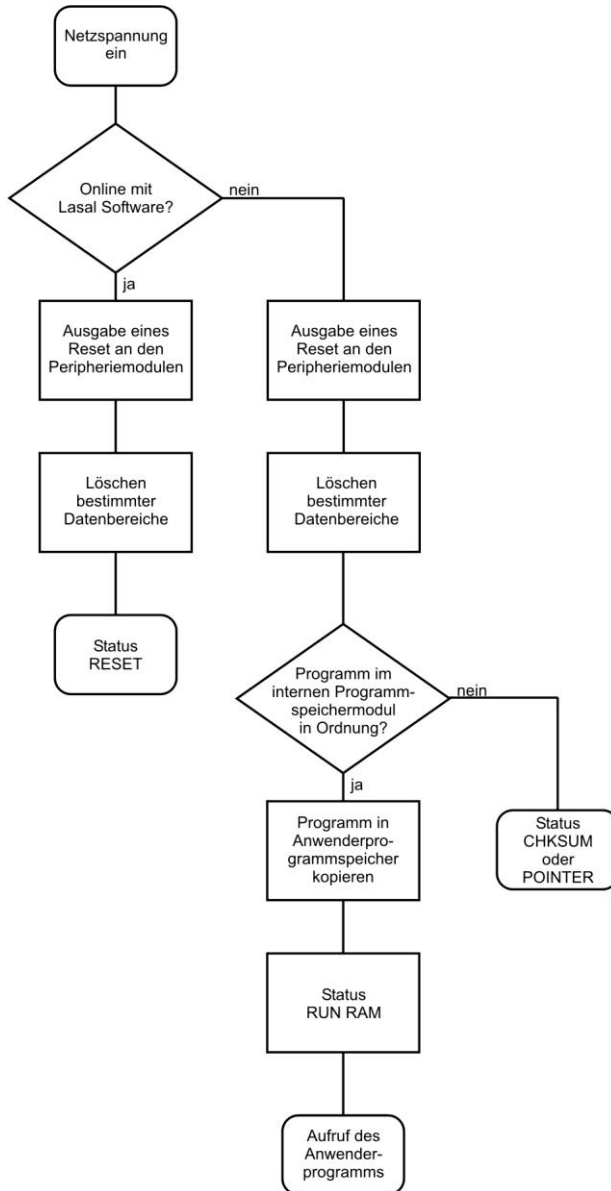 Netzspannung
ein
Online mit
Lasal Software?
nein
ja
Ausgabe eines
Reset an den
Peripheriemodulen
Ausgabe eines
Reset an den
Peripheriemodulen
Löschen
bestimmter
Datenbereiche
Löschen
bestimmter
Datenbereiche
Status
RESET
Programm im
internen Programm-
speichermodul
in Ordnung?
nein
ja
Programm in
Anwenderpro-
grammspeicher
kopieren
Status
CHKSUM
oder
POINTER
Status
RUN RAM
Aufruf des
Anwender-
programms